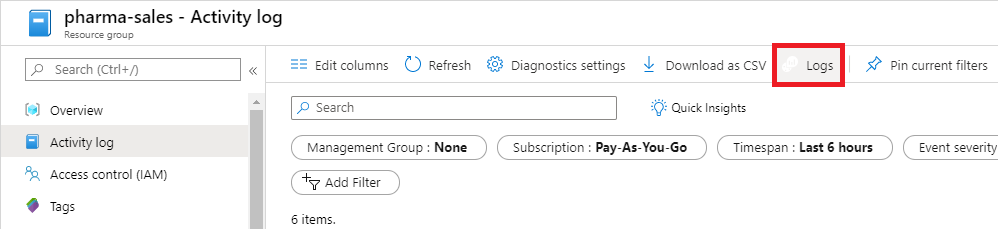 pharma-sales - Activity log
Resource group
Search (Ctrl+/)
«
Overview
Activity log
Access control (IAM)
Tags
Edit columns Refresh Diagnostics settings Download as CSV Logs Pin current filters
Search
Quick Insights
Management Group : None Subscription : Pay-As-You-Go Timespan : Last 6 hours Event severity
Add Filter
6 items.